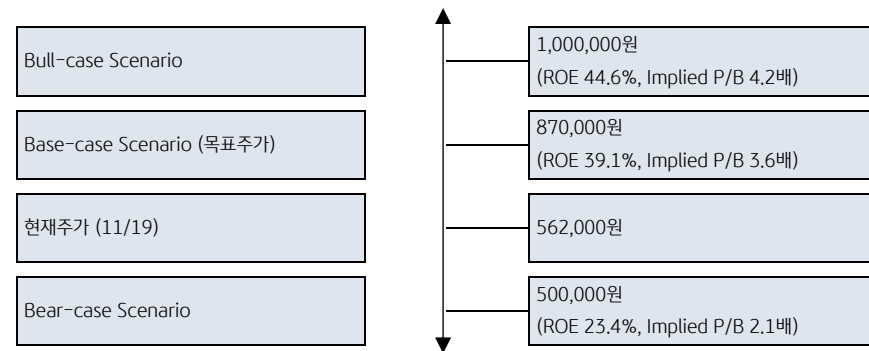 Bull-case Scenario
1,000,000원
(ROE 44.6%, Implied P/B 4.2배)
Base-case Scenario (목표주가)
870,000원
(ROE 39.1%, Implied P/B 3.6배)
현재주가 (11/19)
562,000원
Bear-case Scenario
500,000원
(ROE 23.4%, Implied P/B 2.1배)